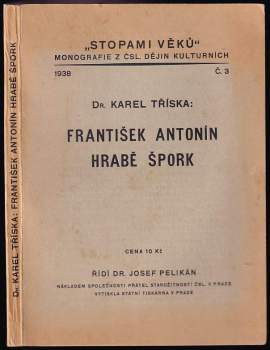 Dr. KAREL TŘÍSKA: FRANTIŠEK ANTONÍN HRABĚ ŠPORK
„STOPAMI VĚKŮ“
MONOGRAFIE Z ČSL. DĚJIN KULTURNÍCH
1938 Č. 3
Dr. KAREL TŘÍSKA:
FRANTIŠEK ANTONÍN
HRABĚ ŠPORK
CENA 10 Kč
ŘÍDÍ DR. JOSEF PELIKÁN
NÁKLADEM SPOLEČNOSTI PŘÁTEL STAROŽITNOSTÍ ČSL. V PRAZE
VYTISKLA STÁTNÍ TISKÁRNA V PRAZE